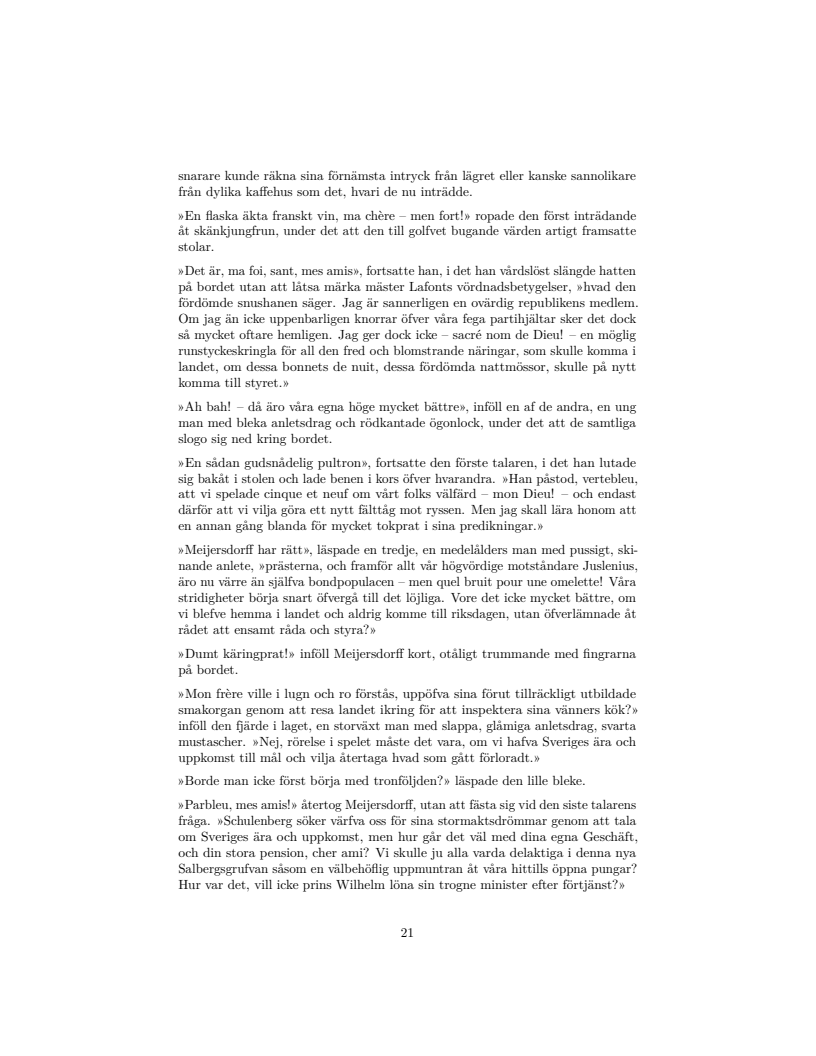 snarare kunde räkna sina förnämsta intryck från lägret eller kanske sannolikare
från dylika kaffehus som det, hvari de nu inträdde.
»En flaska äkta franskt vin, ma chère – men fort!» ropade den först inträdande
åt skänkjungfrun, under det att den till golfvet bugande värden artigt framsatte
stolar.
»Det är, ma foi, sant, mes amis», fortsatte han, i det han vårdslöst slängde hatten
på bordet utan att låtsa märka mäster Lafonts vördnadsbetygelser, »hvad den
fördömde snushanen säger. Jag är sannerligen en ovärdig republikens medlem.
Om jag än icke uppenbarligen knorrar öfver våra fega partihjältar sker det dock
så mycket oftare hemligen. Jag ger dock icke – sacré nom de Dieu! – en möglig
runstyckeskringla för all den fred och blomstrande näringar, som skulle komma i
landet, om dessa bonnets de nuit, dessa fördömda nattmössor, skulle på nytt
komma till styret.»
»Ah bah! – då äro våra egna höge mycket bättre», inföll en af de andra, en ung
man med bleka anletsdrag och rödkantade ögonlock, under det att de samtliga
slogo sig ned kring bordet.
»En sådan gudsnådelig pultron», fortsatte den förste talaren, i det han lutade
sig bakåt i stolen och lade benen i kors öfver hvarandra. »Han påstod, vertebleu,
att vi spelade cinque et neuf om vårt folks välfärd – mon Dieu! – och endast
därför att vi vilja göra ett nytt fälttåg mot ryssen. Men jag skall lära honom att
en annan gång blanda för mycket tokprat i sina predikningar.»
»Meijersdorff har rätt», läspade en tredje, en medelålders man med pussigt, ski-
nande anlete, »prästerna, och framför allt vår högvördige motståndare Juslenius,
äro nu värre än själfva bondpopulacen – men quel bruit pour une omelette! Våra
stridigheter börja snart öfvergå till det löjliga. Vore det icke mycket bättre, om
vi blefve hemma i landet och aldrig komme till riksdagen, utan öfverlämnade åt
rådet att ensamt råda och styra?»
»Dumt käringprat!» inföll Meijersdorff kort, otåligt trummande med fingrarna
på bordet.
»Mon frère ville i lugn och ro förstås, uppöfva sina förut tillräckligt utbildade
smakorgan genom att resa landet ikring för att inspektera sina vänners kök?»
inföll den fjärde i laget, en storväxt man med slappa, glåmiga anletsdrag, svarta
mustascher. »Nej, rörelse i spelet måste det vara, om vi hafva Sveriges ära och
uppkomst till mål och vilja återtaga hvad som gått förloradt.»
»Borde man icke först börja med tronföljden?» läspade den lille bleke.
»Parbleu, mes amis!» återtog Meijersdorff, utan att fästa sig vid den siste talarens
fråga. »Schulenberg söker värfva oss för sina stormaktsdrömmar genom att tala
om Sveriges ära och uppkomst, men hur går det väl med dina egna Geschäft,
och din stora pension, cher ami? Vi skulle ju alla varda delaktiga i denna nya
Salbergsgrufvan såsom en välbehöflig uppmuntran åt våra hittills öppna pungar?
Hur var det, vill icke prins Wilhelm löna sin trogne minister efter förtjänst?»
21